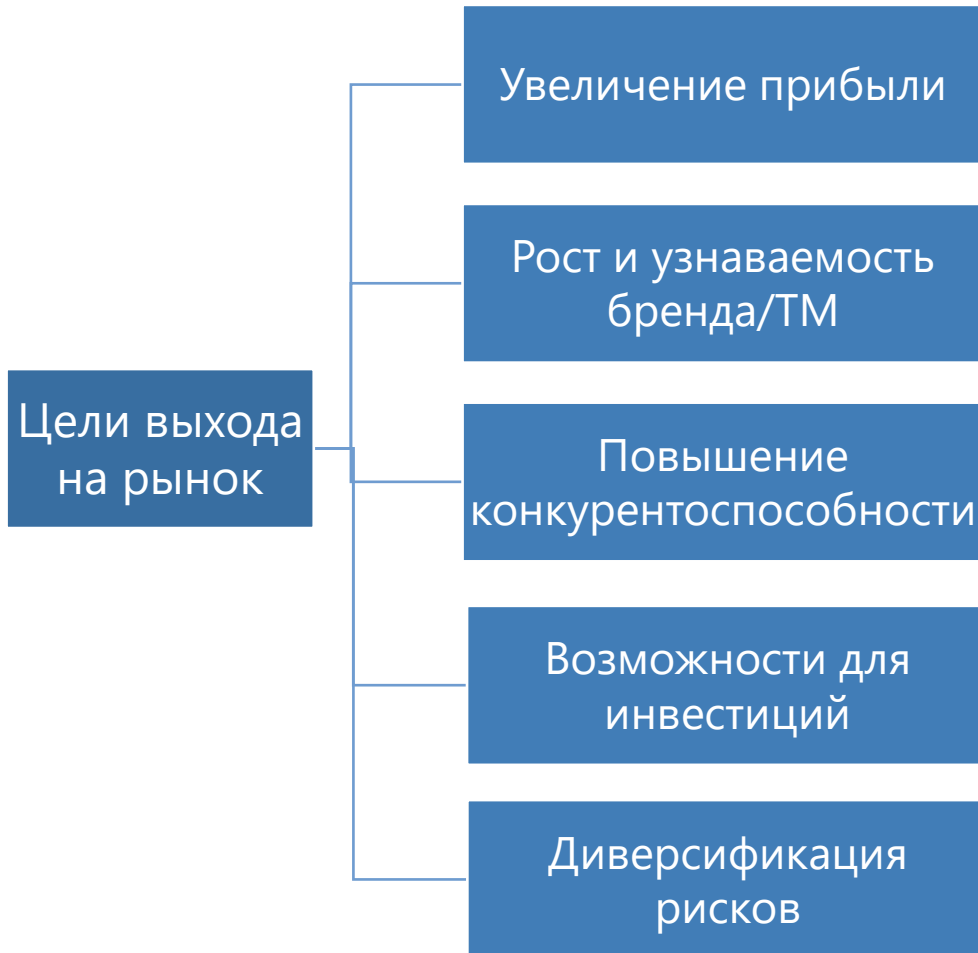 Увеличение прибыли
Рост и узнаваемость
бренда/ТМ
Цели выхода
на рынок
Повышение
конкурентоспособности
Возможности для
инвестиций
Диверсификация
рисков